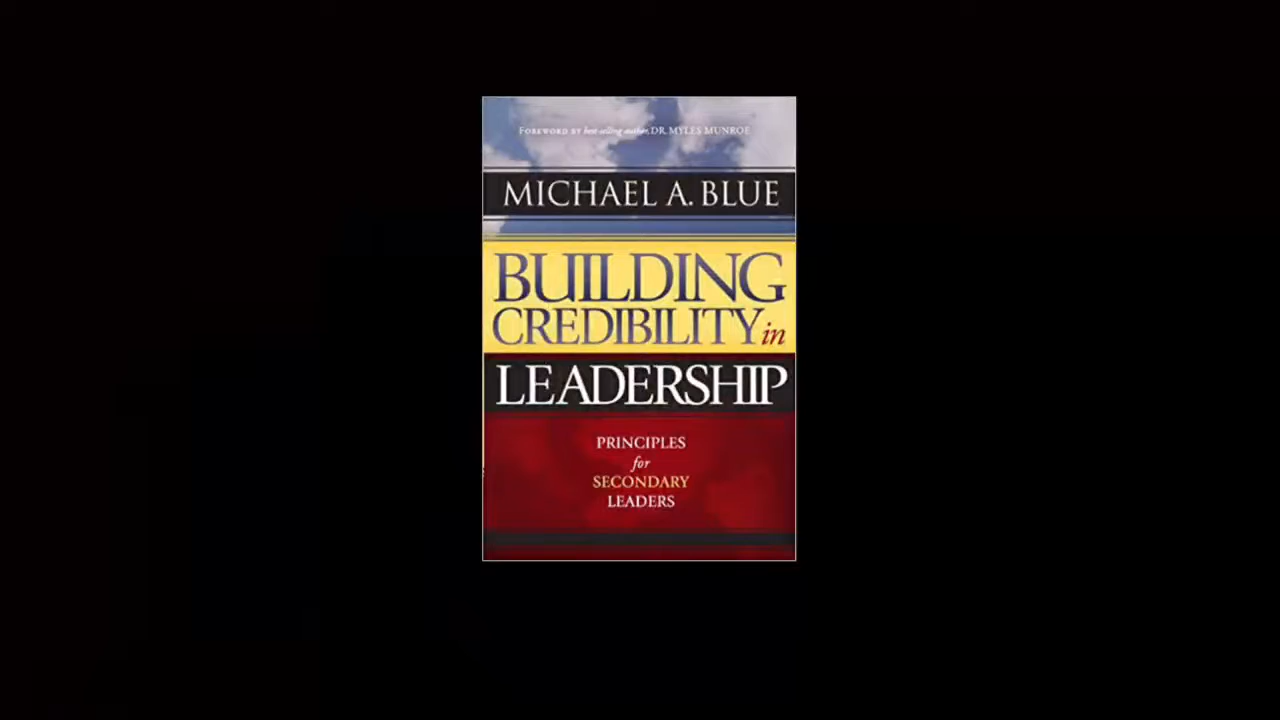 FOREWORD BY best-selling author, DR. MYLES MUNROE
MICHAEL A. BLUE
BUILDING
CREDIBILITY in
LEADERSHIP
PRINCIPLES
for
SECONDARY
LEADERS